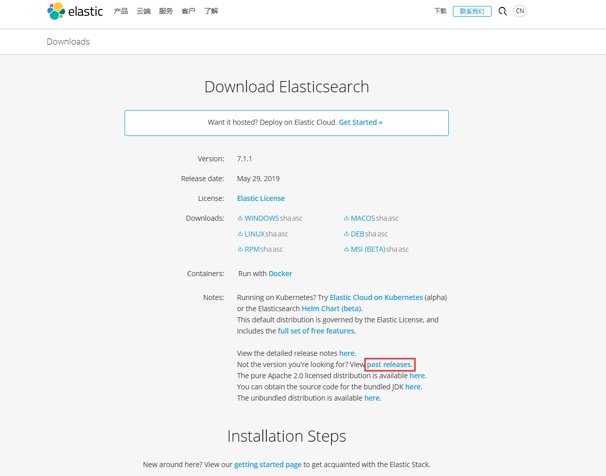 elastic 产品 云端 服务 客户 了解 下载 联系我们 CN
Downloads
Download Elasticsearch
Want it hosted? Deploy on Elastic Cloud. Get Started »
Version: 7.1.1
Release date: May 29, 2019
License: Elastic License
Downloads: WINDOWS sha asc MACOS sha asc
LINUX sha asc DEB sha asc
RPM sha asc MSI (BETA) sha asc
Containers: Run with Docker
Notes: Running on Kubernetes? Try Elastic Cloud on Kubernetes (alpha)
or the Elasticsearch Helm Chart (beta).
This default distribution is governed by the Elastic License, and
includes the full set of free features.
View the detailed release notes here.
Not the version you're looking for? View past releases.
The pure Apache 2.0 licensed distribution is available here.
You can obtain the source code for the bundled JDK here.
The unbundled distribution is available here.
Installation Steps
New around here? View our getting started page to get acquainted with the Elastic Stack.